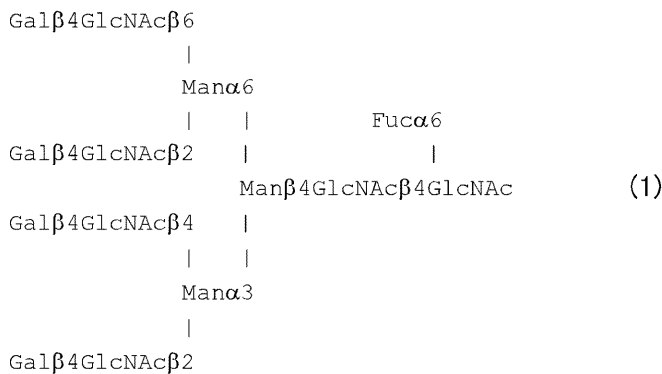 Galβ4GlcNAcβ6
|
Manα6
| | Fucα6
Galβ4GlcNAcβ2 | |
Manβ4GlcNAcβ4GlcNAc (1)
Galβ4GlcNAcβ4 |
| |
Manα3
|
Galβ4GlcNAcβ2